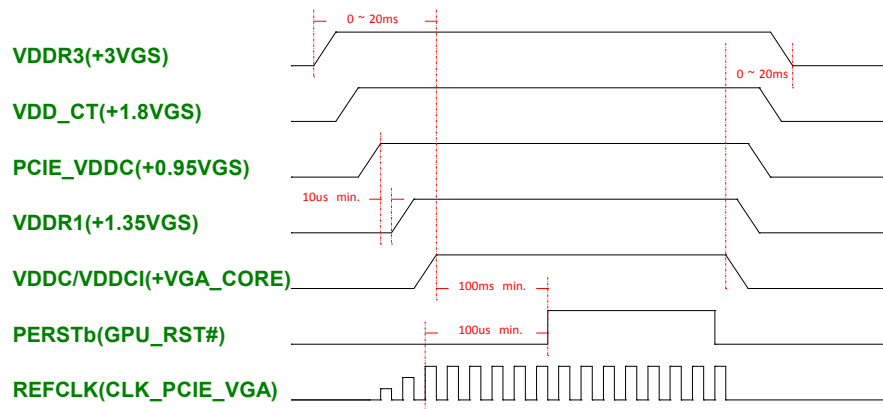 0 ~ 20ms
VDDR3(+3VGS)
0 ~ 20ms
VDD_CT(+1.8VGS)
PCIE_VDDC(+0.95VGS)
10us min.
VDDR1(+1.35VGS)
VDDC/VDDCI(+VGA_CORE)
100ms min.
PERSTb(GPU_RST#)
100us min.
REFCLK(CLK_PCIE_VGA)